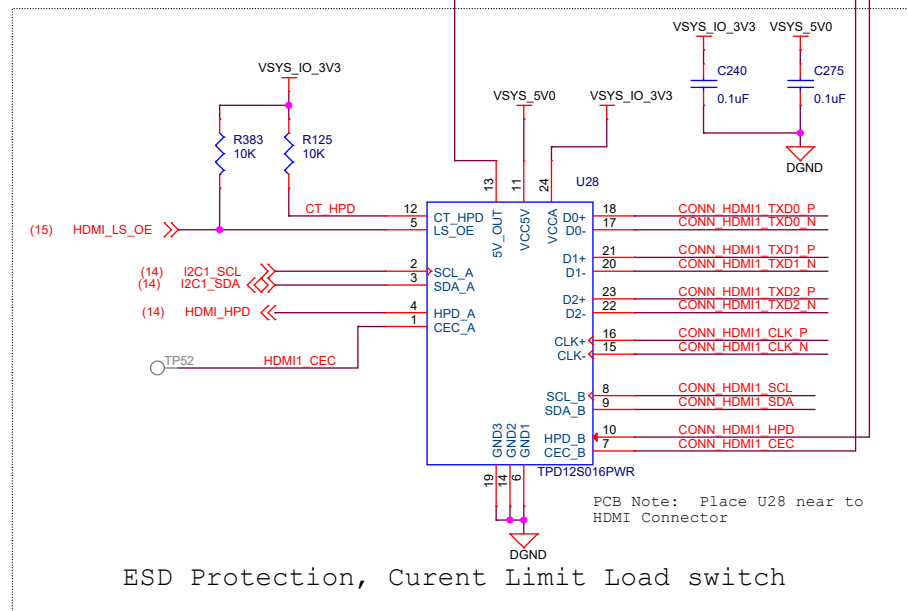 VSYS_IO_3V3
VSYS_5V0
C240
0.1uF
C275
0.1uF
DGND
VSYS_IO_3V3
R383
10K
R125
10K
VSYS_5V0
VSYS_IO_3V3
13
11
24
U28
5V_OUT
VCC5V
VCCA
CT_HPD
12
CT_HPD
(15) HDMI_LS_OE
5
LS_OE
(14) I2C1_SCL
2
SCL_A
(14) I2C1_SDA
3
SDA_A
(14) HDMI_HPD
4
HPD_A
1
CEC_A
TP52
HDMI1_CEC
D0+
18
CONN_HDMI1_TXD0_P
D0-
17
CONN_HDMI1_TXD0_N
D1+
21
CONN_HDMI1_TXD1_P
D1-
20
CONN_HDMI1_TXD1_N
D2+
23
CONN_HDMI1_TXD2_P
D2-
22
CONN_HDMI1_TXD2_N
CLK+
16
CONN_HDMI1_CLK_P
CLK-
15
CONN_HDMI1_CLK_N
SCL_B
8
CONN_HDMI1_SCL
SDA_B
9
CONN_HDMI1_SDA
HPD_B
10
CONN_HDMI1_HPD
CEC_B
7
CONN_HDMI1_CEC
GND3
GND2
GND1
19
14
6
TPD12S016PWR
DGND
PCB Note: Place U28 near to
HDMI Connector
ESD Protection, Curent Limit Load switch